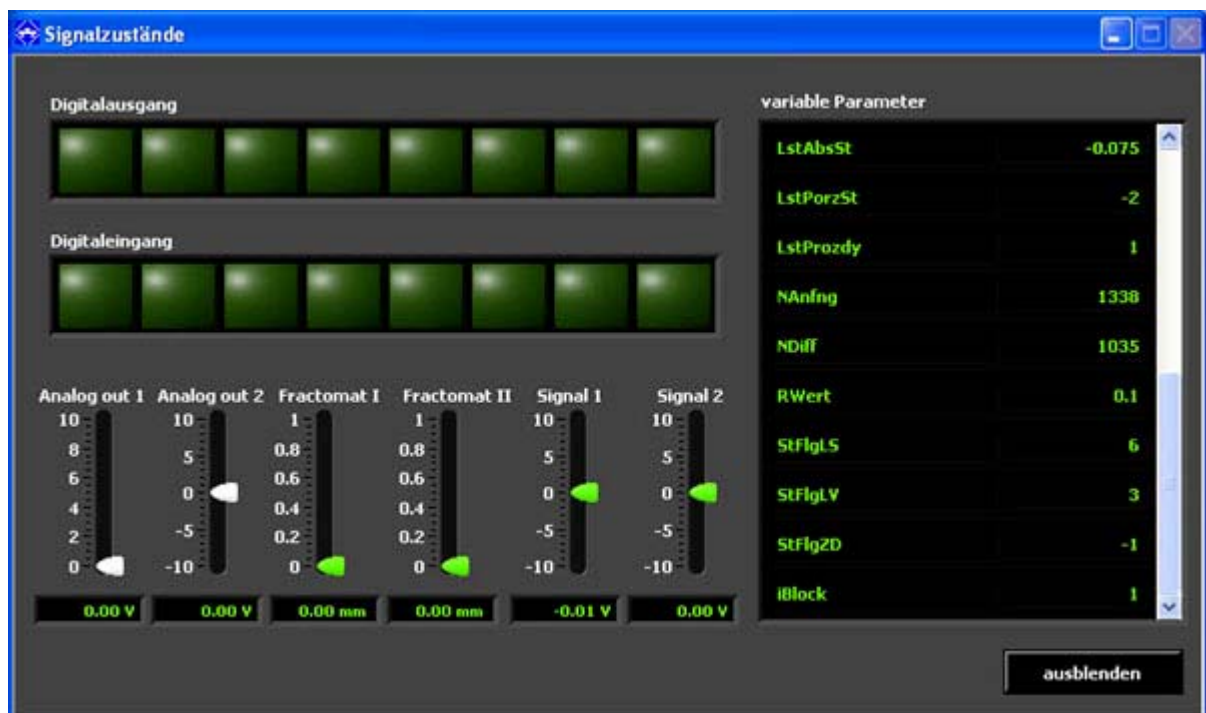 Signalzustände
Digitalausgang
Digitaleingang
Analog out 1 Analog out 2 Fractomat I Fractomat II Signal 1 Signal 2
10 10 1 1 10 10
8 5 0.8 0.8 5 5
6 0 0.6 0.6 0 0
4 -5 0.4 0.4 -5 -5
2 -10 0.2 0.2 -10 -10
0 0 0
0.00 V 0.00 V 0.00 mm 0.00 mm -0.01 V 0.00 V
variable Parameter
LstAbsSt -0.075
LstPorzSt -2
LstProzdy 1
NAnfng 1338
NDiff 1035
RWert 0.1
StFlgLS 6
StFlgLV 3
StFlgZD -1
iBlock 1
ausblenden